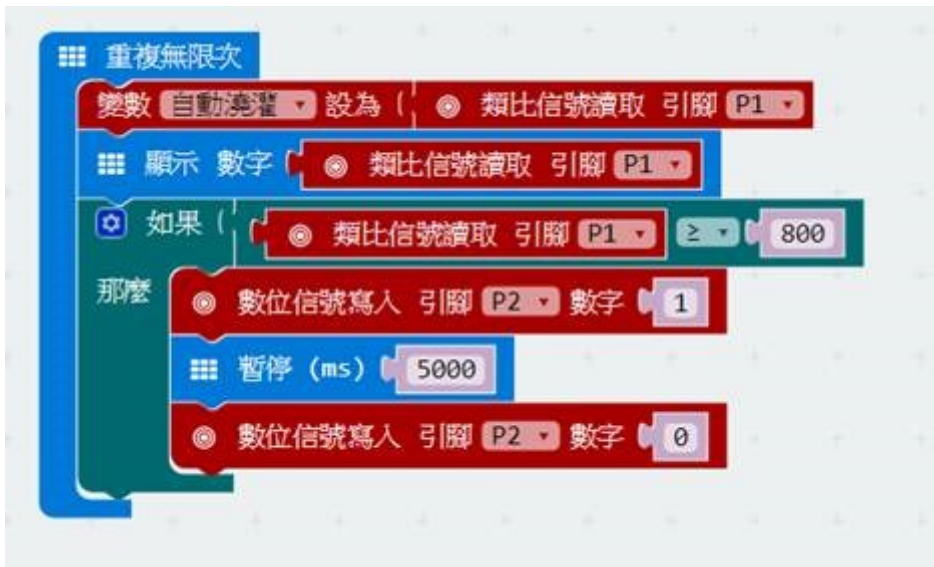 重複無限次
變數 自動澆灌 設為 ( 類比信號讀取 引腳 P1
顯示 數字 類比信號讀取 引腳 P1
如果 ( 類比信號讀取 引腳 P1 ≥ 800
那麼 數位信號寫入 引腳 P2 數字 1
暫停 (ms) 5000
數位信號寫入 引腳 P2 數字 0